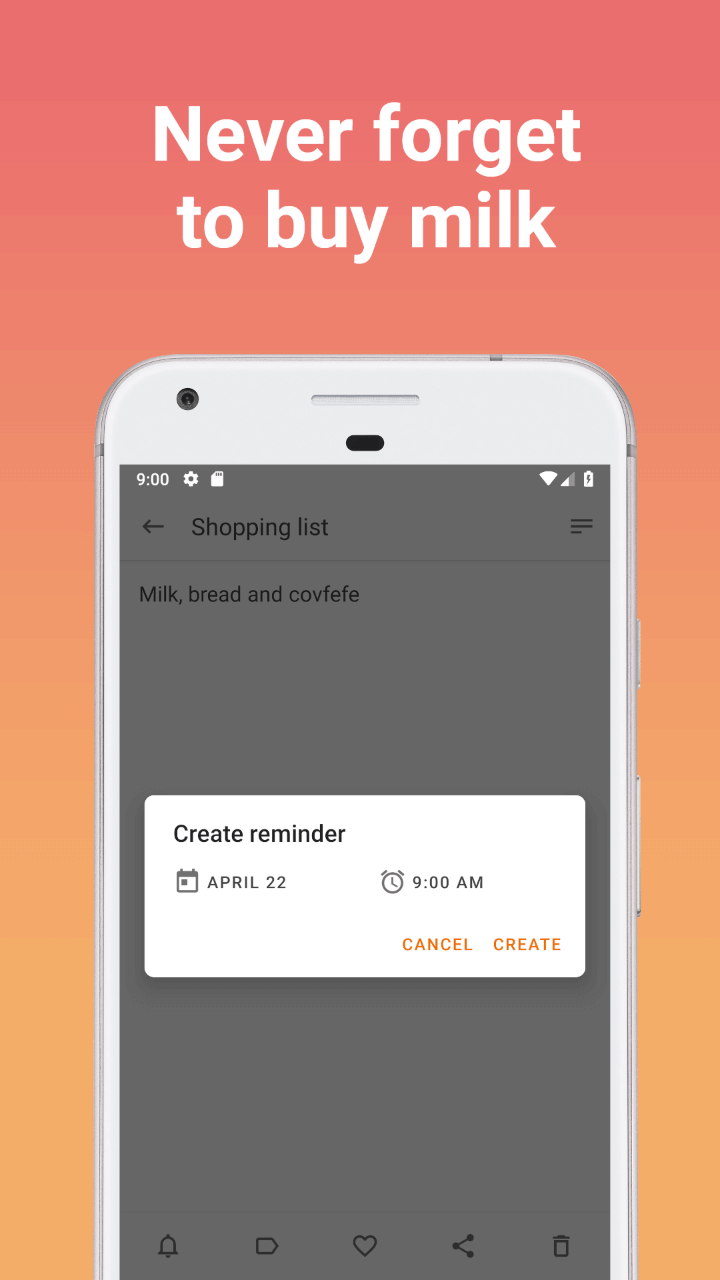 Never forget
to buy milk
9:00
Shopping list
Milk, bread and covfefe
Create reminder
APRIL 22
9:00 AM
CANCEL
CREATE